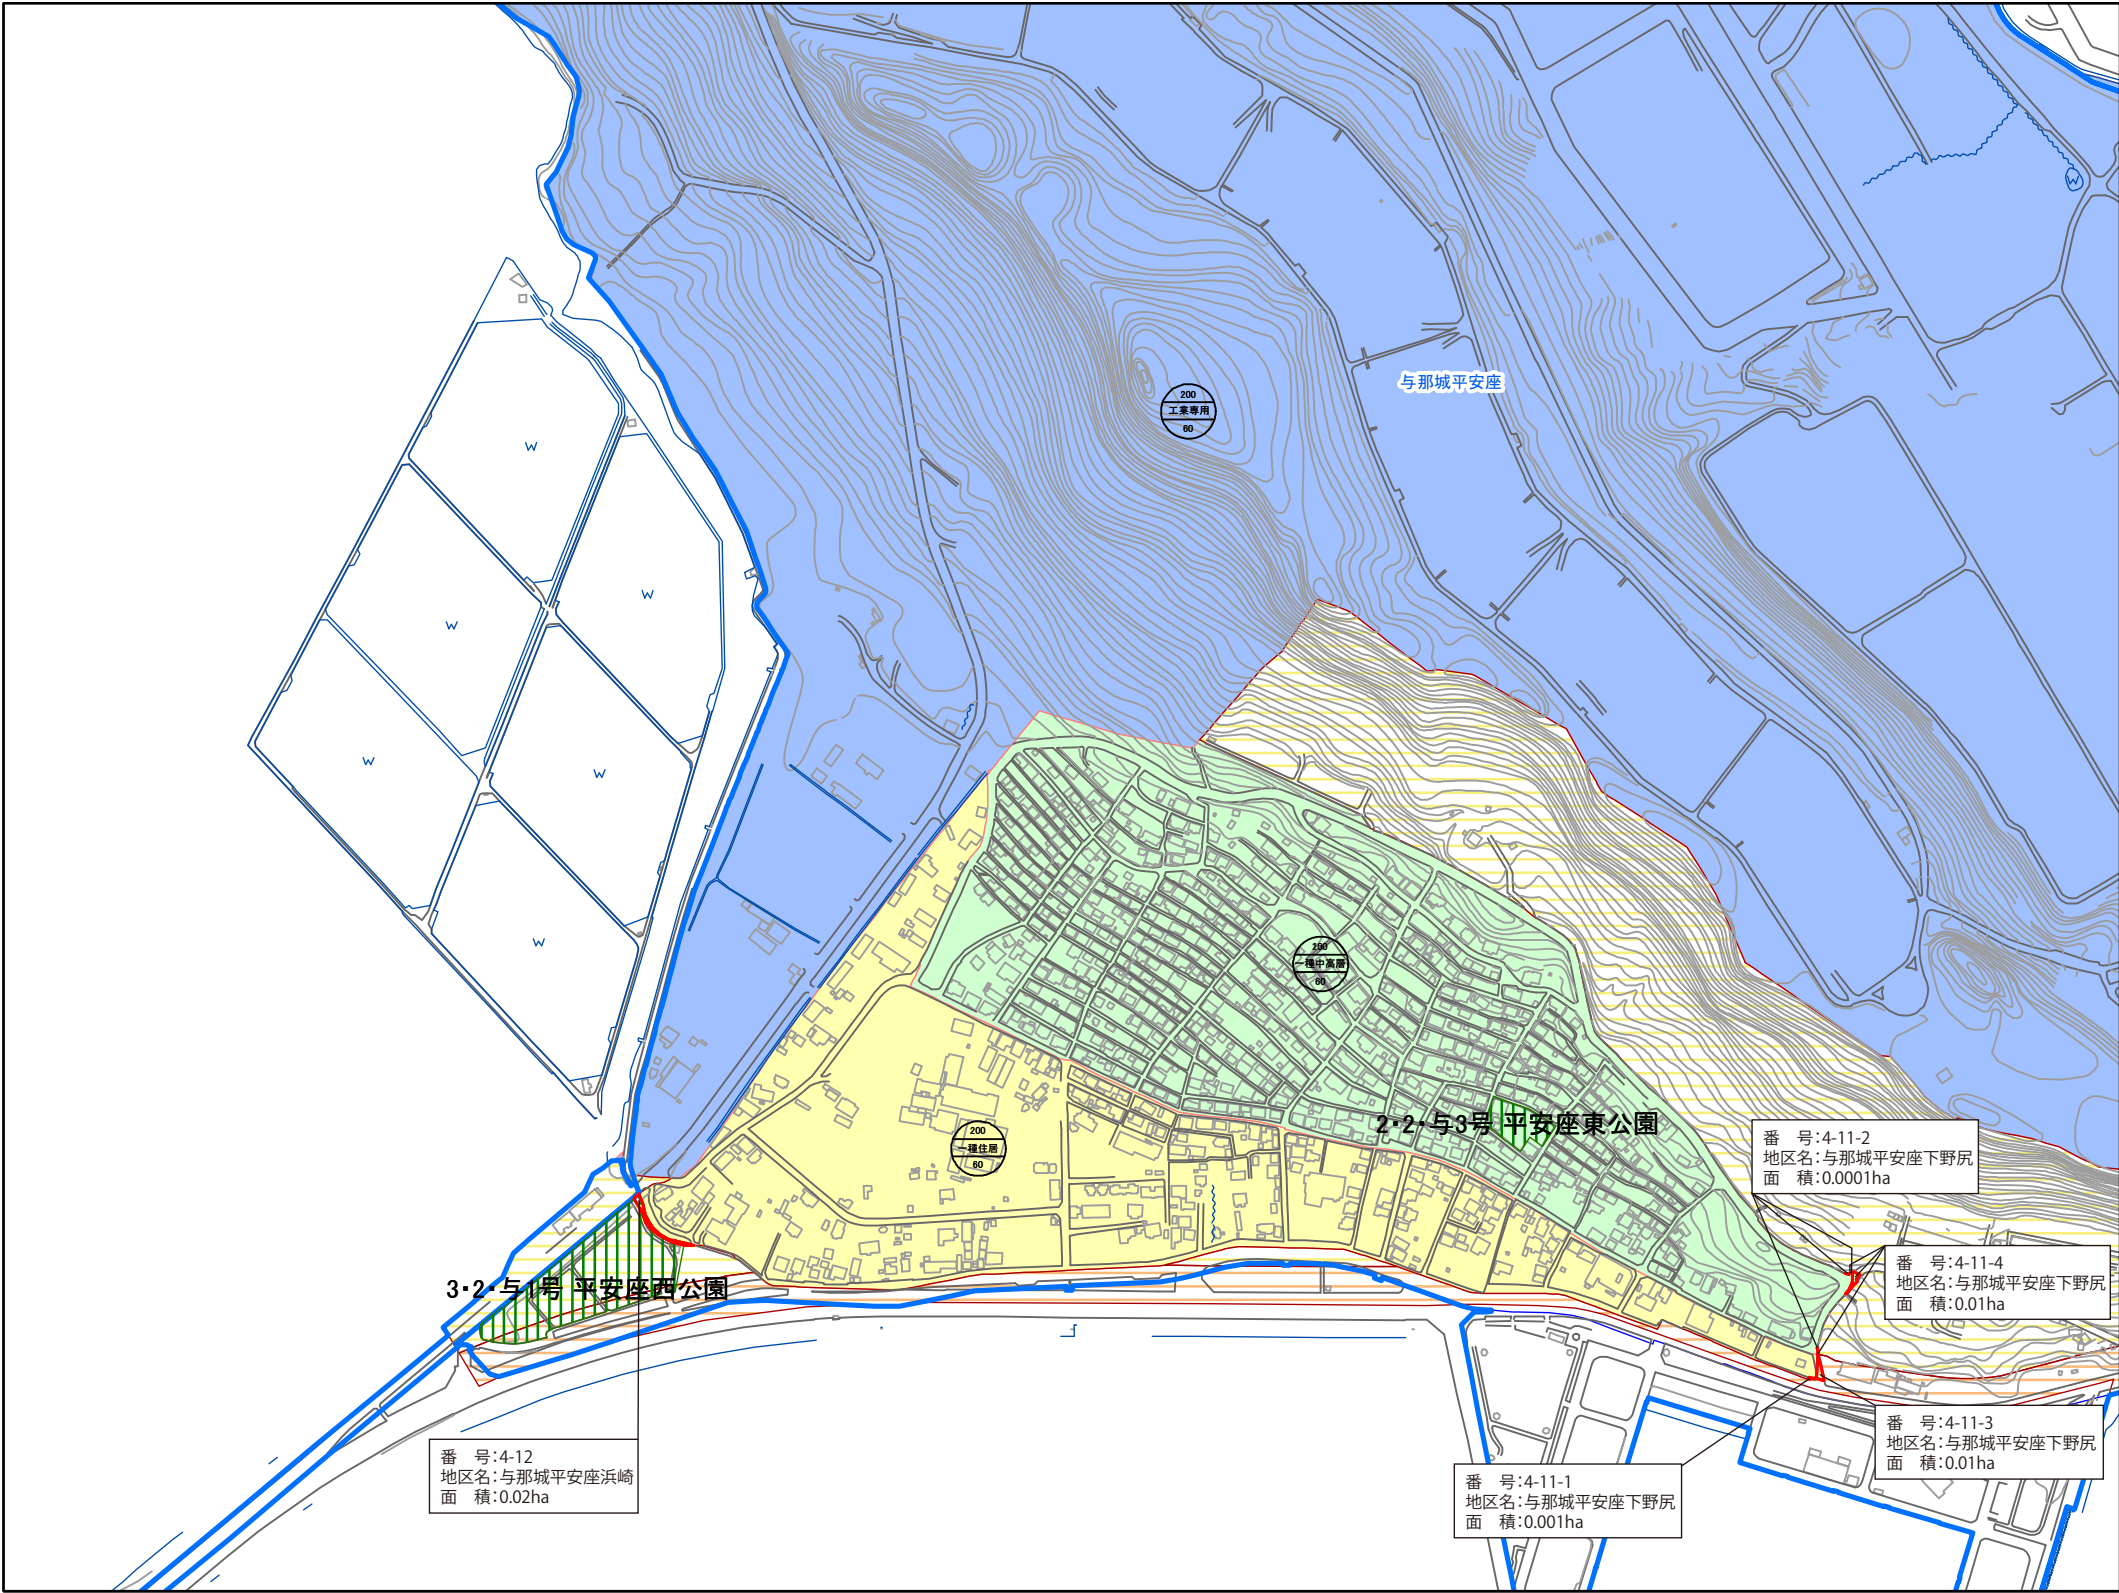 与那城平安座
200
工業専用
60
W
W
W
W
W
W
W
200
一種中高層
60
200
一種住居
60
2・2・与3号 平安座東公園
3・2・与1号 平安座西公園
番　号:4-11-2
地区名:与那城平安座下野尻
面　積:0.0001ha
番　号:4-11-4
地区名:与那城平安座下野尻
面　積:0.01ha
番　号:4-11-3
地区名:与那城平安座下野尻
面　積:0.01ha
番　号:4-11-1
地区名:与那城平安座下野尻
面　積:0.001ha
番　号:4-12
地区名:与那城平安座浜崎
面　積:0.02ha